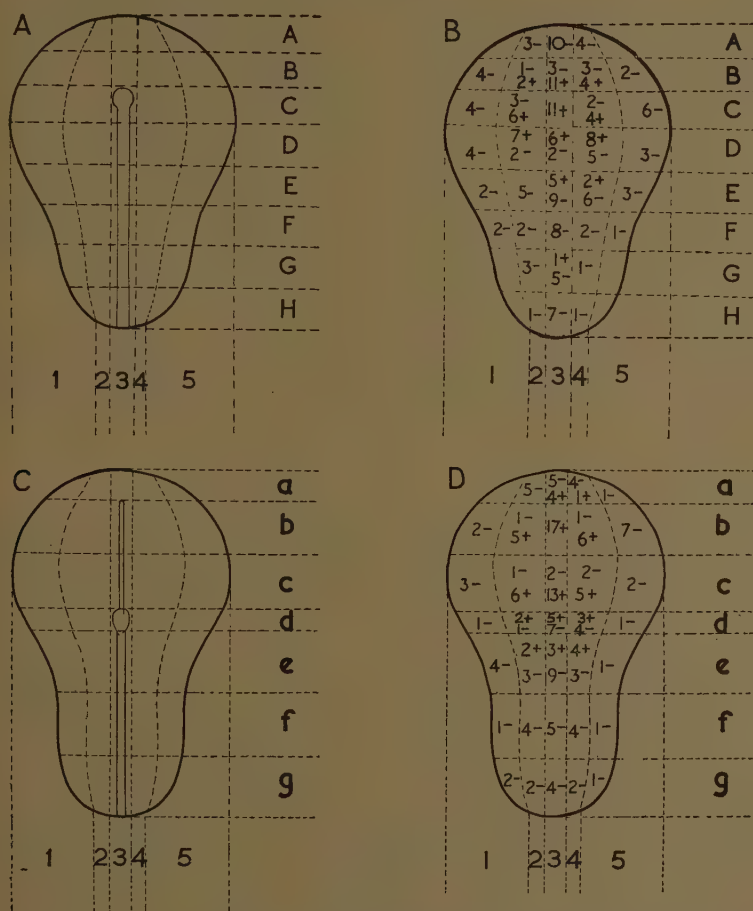 A
A
B
C
D
E
F
G
H
1 2 3 4 5
B
3- 10- 4- A
4- 1- 3- 3- 2- B
2+ 11+ 4+
4- 3- 11+ 2- 6- C
6+ 4+
7+ 6+ 8+ D
4- 2- 2- 5- 3-
5+ 2+ E
2- 5- 9- 6- 3-
2- 2- 8- 2- 1- F
3- 1+ 1- G
5-
1- 7- 1- H
1 2 3 4 5
C
a
b
c
d
e
f
g
1 2 3 4 5
D
5- 5- 4- a
4+ 1+ 1-
2- 1- 17+ 1- 7- b
5+ 6+
3- 1- 2- 2- 2- c
6+ 13+ 5+
1- 2+ 5+ 3+ 1- d
1- 7- 4-
2+ 3+ 4+ e
4- 3- 9- 3- 1-
1- 4- 5- 4- 1- f
2- 2- 4- 2- 1- g
1 2 3 4 5